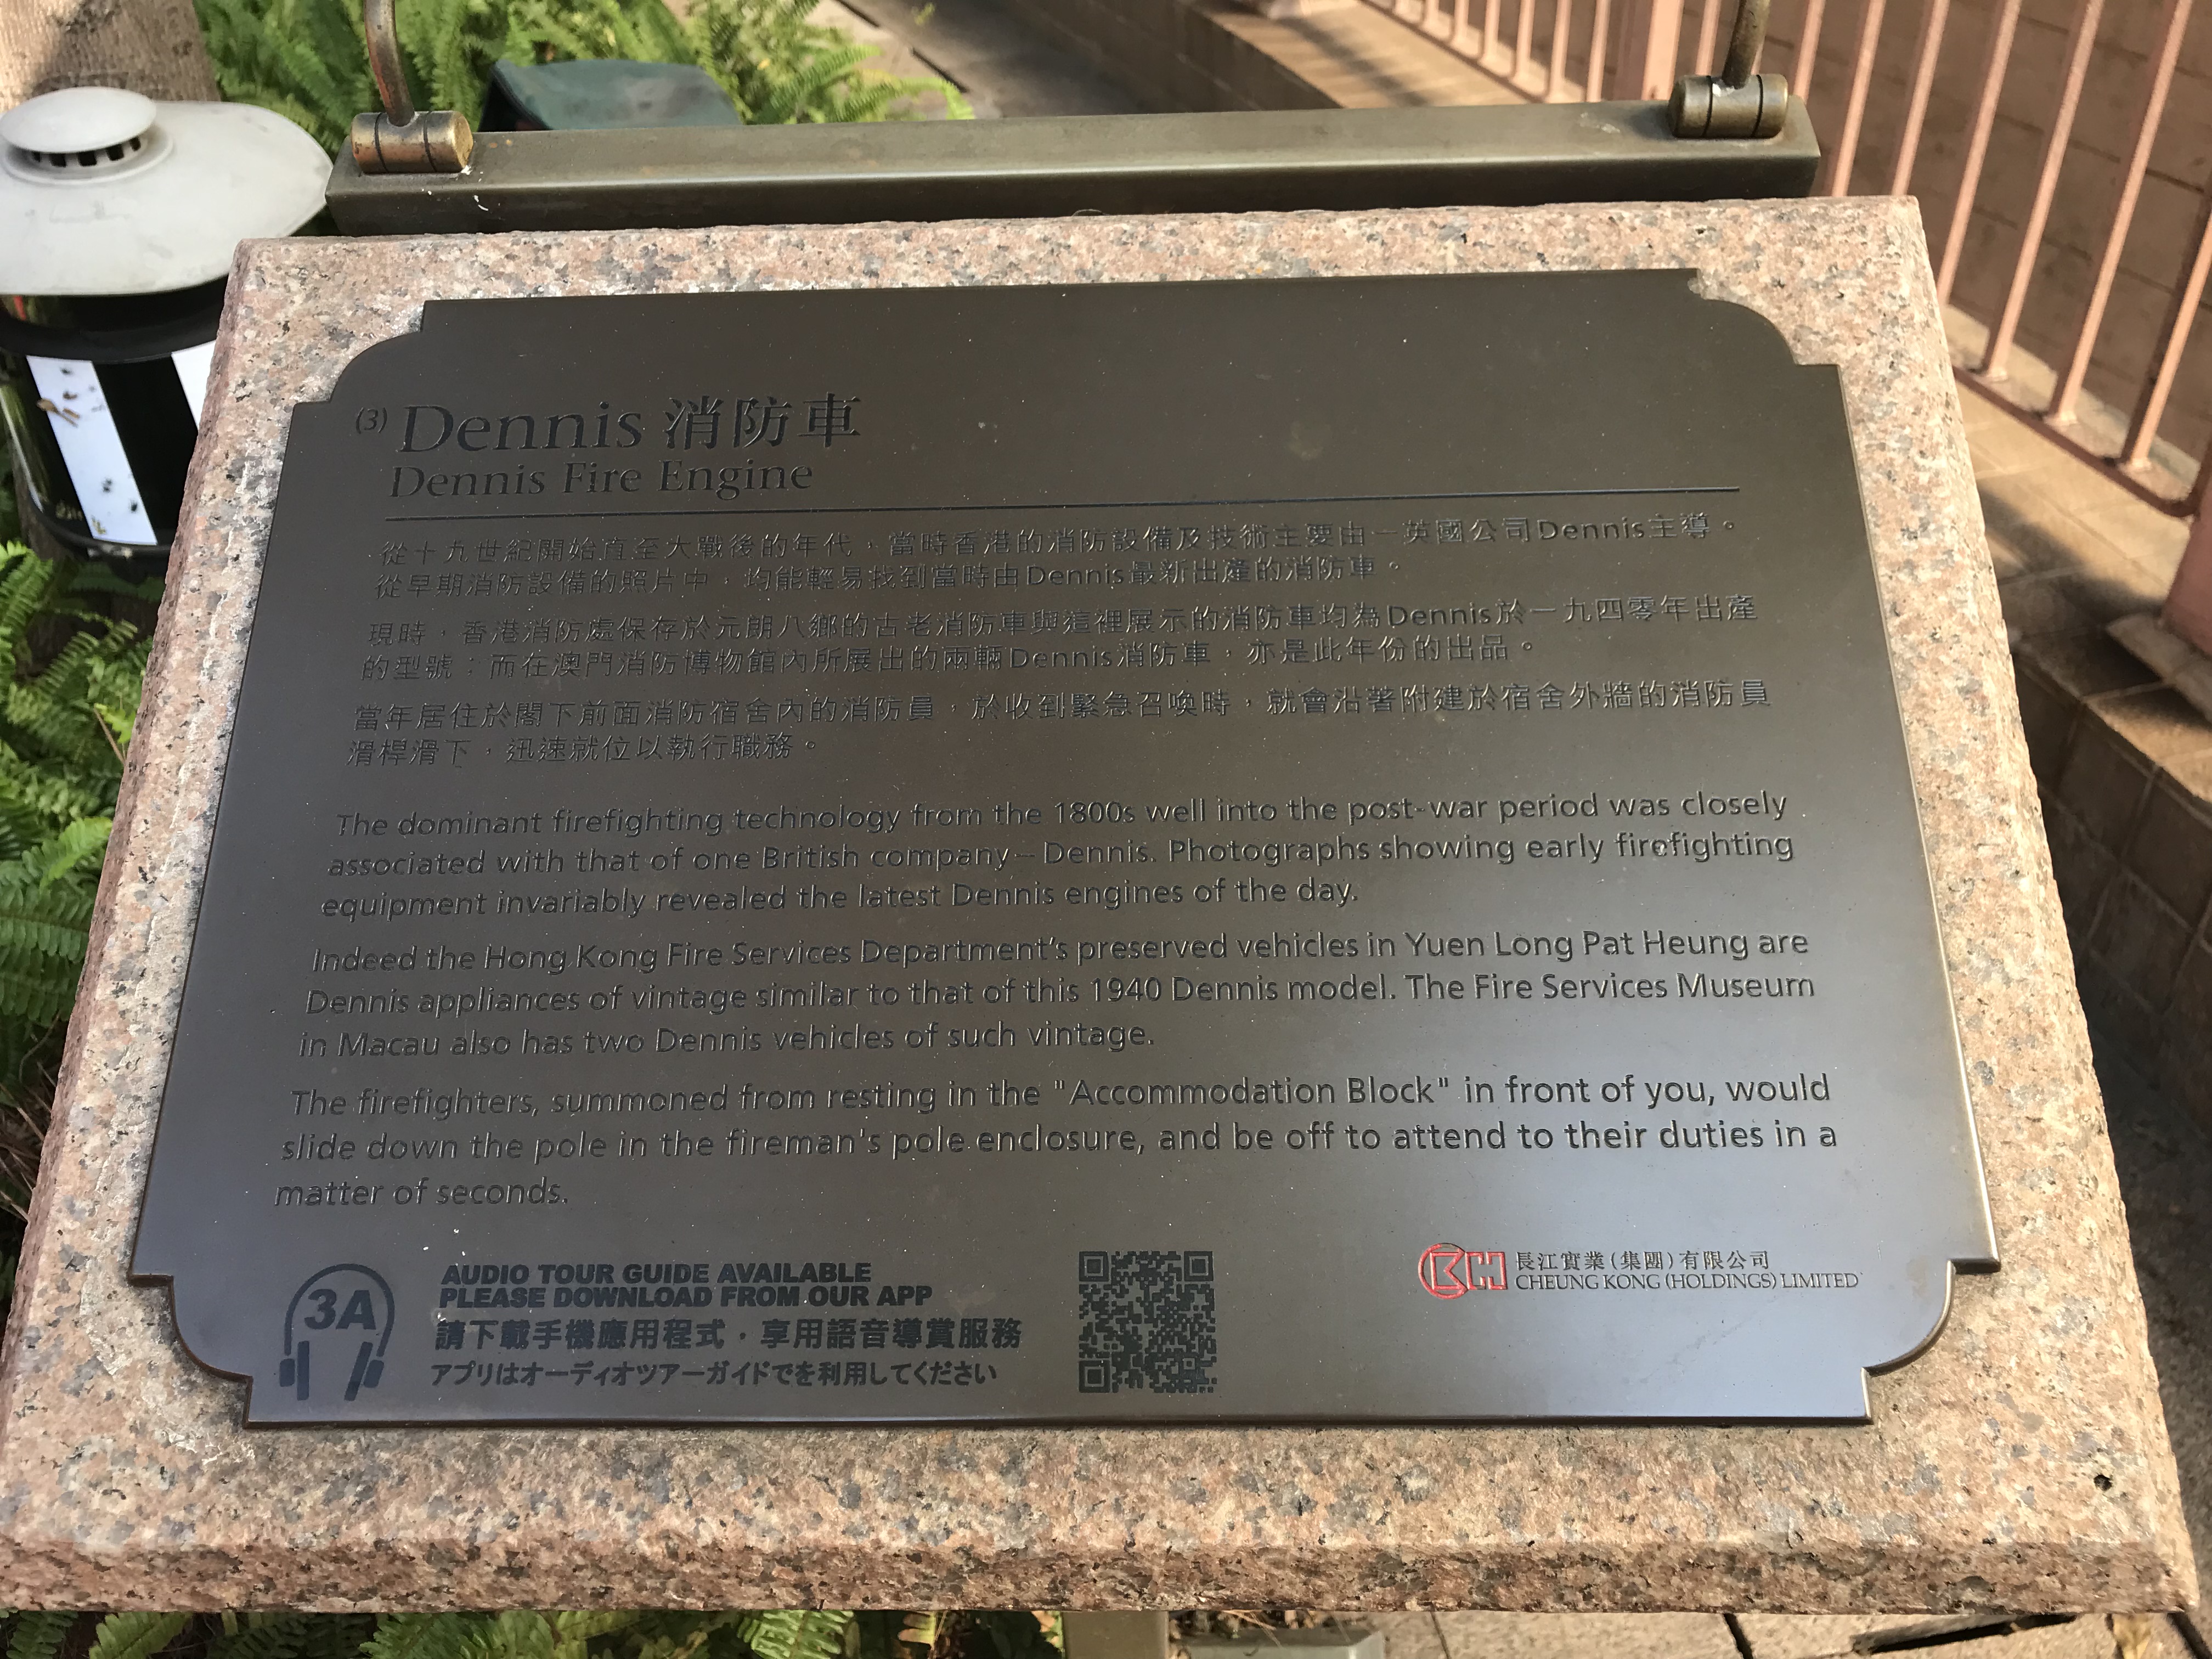 (3) Dennis 消防車
Dennis Fire Engine
從十九世紀開始直至大戰後的年代，當時香港的消防設備及技術主要由一英國公司Dennis主導。
從早期消防設備的照片中，均能輕易找到當時由Dennis最新出產的消防車。
現時，香港消防處保存於元朗八鄉的古老消防車與這裡展示的消防車均為Dennis於一九四零年出產
的型號；而在澳門消防博物館內所展出的兩輛Dennis消防車，亦是此年份的出品。
當年居住於閣下前面消防宿舍內的消防員，於收到緊急召喚時，就會沿著附建於宿舍外牆的消防員
滑桿滑下，迅速就位以執行職務。
The dominant firefighting technology from the 1800s well into the post-war period was closely
associated with that of one British company — Dennis. Photographs showing early firefighting
equipment invariably revealed the latest Dennis engines of the day.
Indeed the Hong Kong Fire Services Department's preserved vehicles in Yuen Long Pat Heung are
Dennis appliances of vintage similar to that of this 1940 Dennis model. The Fire Services Museum
in Macau also has two Dennis vehicles of such vintage.
The firefighters, summoned from resting in the "Accommodation Block" in front of you, would
slide down the pole in the fireman's pole enclosure, and be off to attend to their duties in a
matter of seconds.
3A
AUDIO TOUR GUIDE AVAILABLE
PLEASE DOWNLOAD FROM OUR APP
請下載手機應用程式，享用語音導賞服務
アプリはオーディオツアーガイドでを利用してください
長江實業(集團)有限公司
CHEUNG KONG (HOLDINGS) LIMITED